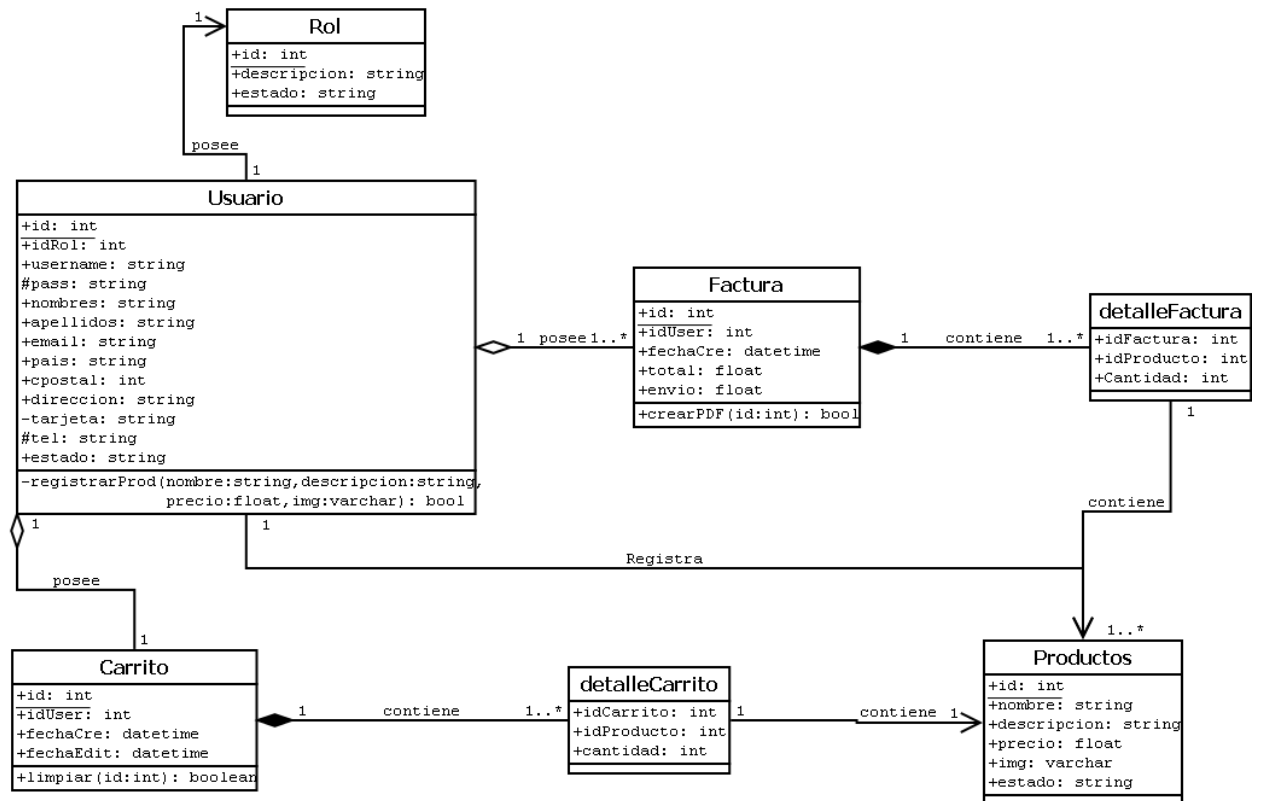 1
Rol
+id: int
+descripcion: string
+estado: string
posee
1
Usuario
+id: int
+idRol: int
+username: string
#pass: string
+nombres: string
+apellidos: string
+email: string
+pais: string
+cpostal: int
+direccion: string
-tarjeta: string
#tel: string
+estado: string
-registrarProd(nombre:string,descripcion:string,
precio:float,img:varchar): bool
1 posee 1..*
Factura
+id: int
+idUser: int
+fechaCre: datetime
+total: float
+envio: float
+crearPDF(id:int): bool
1 contiene 1..*
detalleFactura
+idFactura: int
+idProducto: int
+Cantidad: int
1
contiene
1
1
Registra
posee
1
1..*
Carrito
+id: int
+idUser: int
+fechaCre: datetime
+fechaEdit: datetime
+limpiar(id:int): boolean
1 contiene 1..*
detalleCarrito
+idCarrito: int
+idProducto: int
+cantidad: int
1 contiene 1
Productos
+id: int
+nombre: string
+descripcion: string
+precio: float
+img: varchar
+estado: string